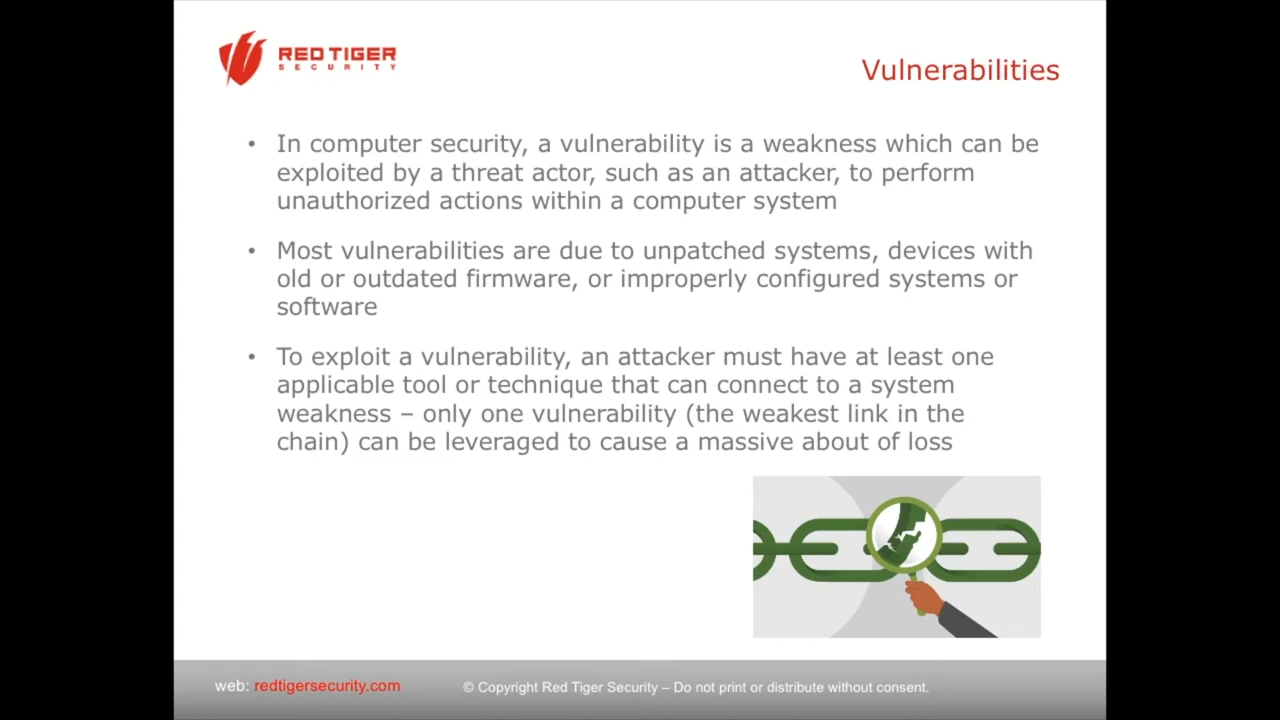 RED TIGER
SECURITY
Vulnerabilities
• In computer security, a vulnerability is a weakness which can be
exploited by a threat actor, such as an attacker, to perform
unauthorized actions within a computer system
• Most vulnerabilities are due to unpatched systems, devices with
old or outdated firmware, or improperly configured systems or
software
• To exploit a vulnerability, an attacker must have at least one
applicable tool or technique that can connect to a system
weakness – only one vulnerability (the weakest link in the
chain) can be leveraged to cause a massive about of loss
web: redtigersecurity.com
© Copyright Red Tiger Security – Do not print or distribute without consent.